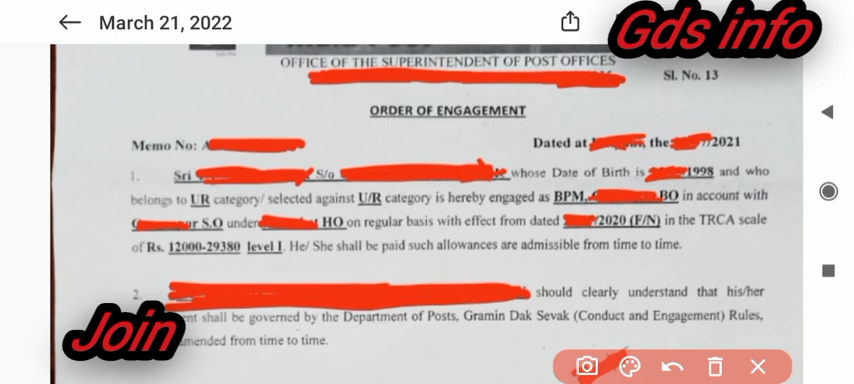 March 21, 2022
Gds info
OFFICE OF THE SUPERINTENDENT OF POST OFFICES
Sl. No. 13
ORDER OF ENGAGEMENT
Memo No: A
Dated at the 2021
1. Sri S/o whose Date of Birth is 1998 and who
belongs to UR category/ selected against U/R category is hereby engaged as BPM, BO in account with
ur S.O under HO on regular basis with effect from dated /2020 (F/N) in the TRCA scale
of Rs. 12000-29380 level I. He/ She shall be paid such allowances are admissible from time to time.
2. should clearly understand that his/her
nt shall be governed by the Department of Posts, Gramin Dak Sevak (Conduct and Engagement) Rules,
Join
mended from time to time.